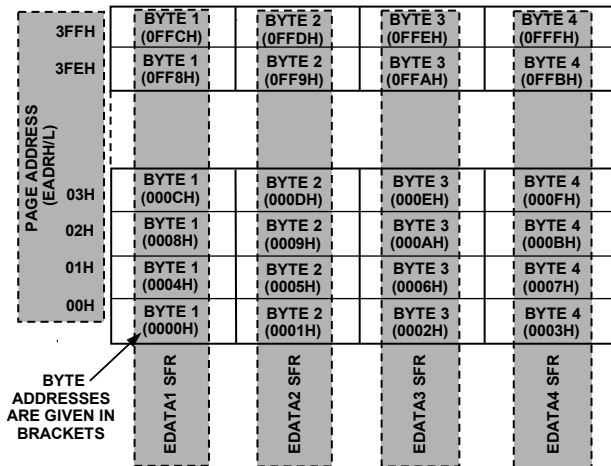 3FFH
BYTE 1 BYTE 2 BYTE 3 BYTE 4
(0FFCH) (0FFDH) (0FFEH) (0FFFH)
3FEH
BYTE 1 BYTE 2 BYTE 3 BYTE 4
(0FF8H) (0FF9H) (0FFAH) (0FFBH)
PAGE ADDRESS
(EADRH/L)
03H
BYTE 1 BYTE 2 BYTE 3 BYTE 4
(000CH) (000DH) (000EH) (000FH)
02H
BYTE 1 BYTE 2 BYTE 3 BYTE 4
(0008H) (0009H) (000AH) (000BH)
01H
BYTE 1 BYTE 2 BYTE 3 BYTE 4
(0004H) (0005H) (0006H) (0007H)
00H
BYTE 1 BYTE 2 BYTE 3 BYTE 4
(0000H) (0001H) (0002H) (0003H)
BYTE
ADDRESSES
ARE GIVEN IN
BRACKETS
EDATA1 SFR
EDATA2 SFR
EDATA3 SFR
EDATA4 SFR